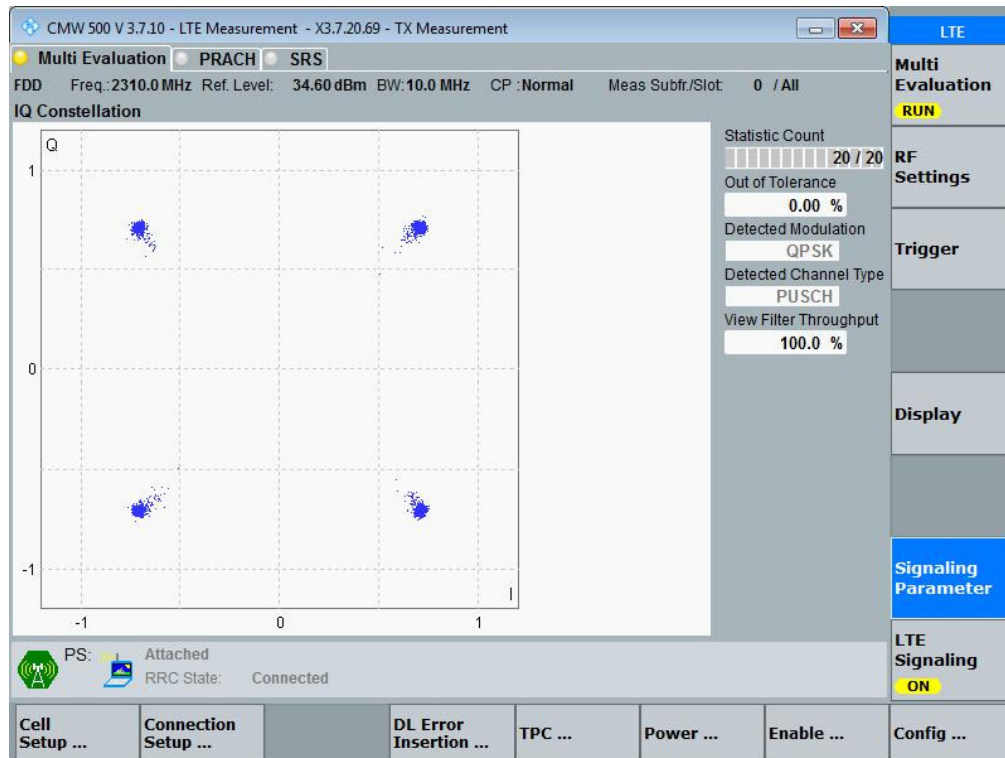 CMW 500 V 3.7.10 - LTE Measurement - X3.7.20.69 - TX Measurement
LTE
Multi Evaluation PRACH SRS
FDD Freq.:2310.0 MHz Ref. Level: 34.60 dBm BW:10.0 MHz CP :Normal Meas Subfr./Slot: 0 / All
IQ Constellation
Q
1
0
-1
I
-1 0 1
Statistic Count
20 / 20
Out of Tolerance
0.00 %
Detected Modulation
QPSK
Detected Channel Type
PUSCH
View Filter Throughput
100.0 %
Multi
Evaluation
RUN
RF
Settings
Trigger
Display
Signaling
Parameter
LTE
Signaling
ON
PS: Attached
RRC State: Connected
Cell
Setup ...
Connection
Setup ...
DL Error
Insertion ...
TPC ...
Power ...
Enable ...
Config ...